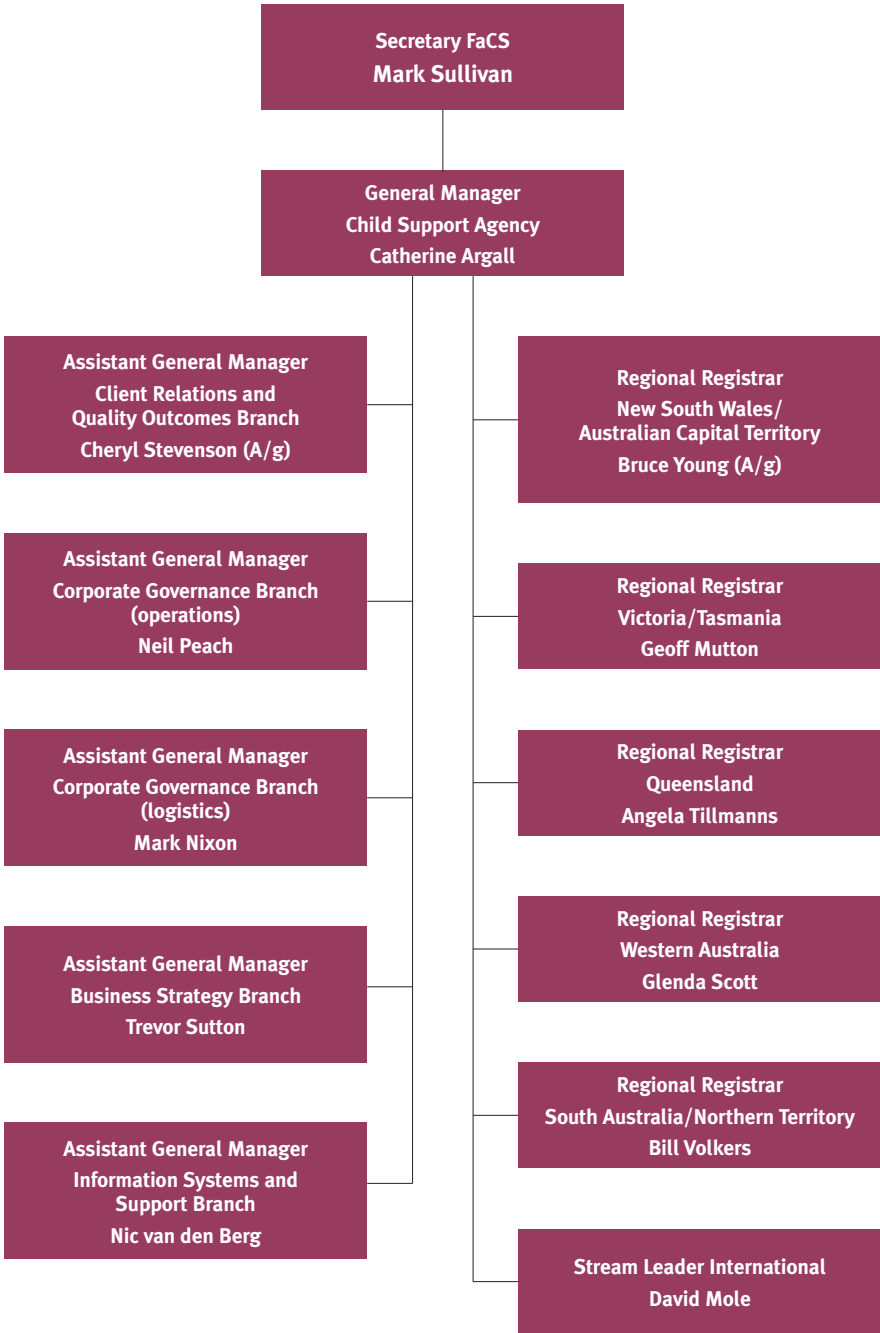 Secretary FaCS
Mark Sullivan
General Manager
Child Support Agency
Catherine Argall
Assistant General Manager
Client Relations and
Quality Outcomes Branch
Cheryl Stevenson (A/g)
Assistant General Manager
Corporate Governance Branch
(operations)
Neil Peach
Assistant General Manager
Corporate Governance Branch
(logistics)
Mark Nixon
Assistant General Manager
Business Strategy Branch
Trevor Sutton
Assistant General Manager
Information Systems and
Support Branch
Nic van den Berg
Regional Registrar
New South Wales/
Australian Capital Territory
Bruce Young (A/g)
Regional Registrar
Victoria/Tasmania
Geoff Mutton
Regional Registrar
Queensland
Angela Tillmanns
Regional Registrar
Western Australia
Glenda Scott
Regional Registrar
South Australia/Northern Territory
Bill Volkers
Stream Leader International
David Mole